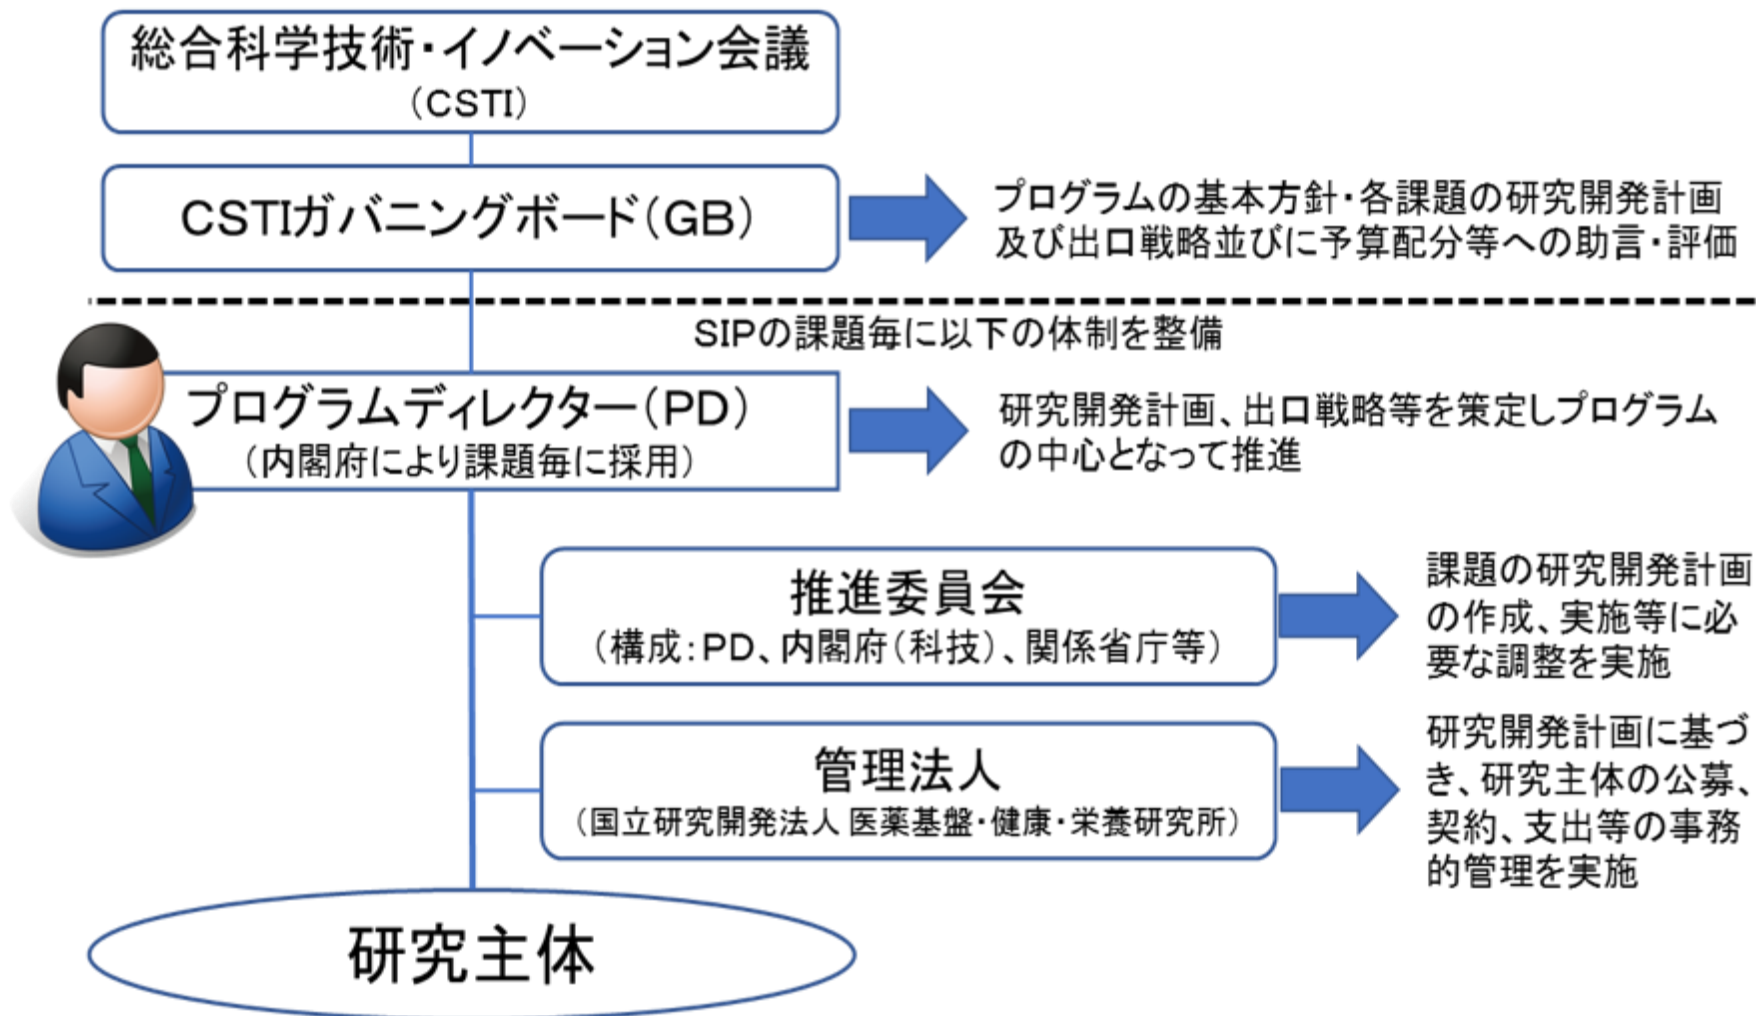 総合科学技術・イノベーション会議
(CSTI)
CSTIガバニングボード(GB)
プログラムの基本方針・各課題の研究開発計画
及び出口戦略並びに予算配分等への助言・評価
SIPの課題毎に以下の体制を整備
プログラムディレクター(PD)
(内閣府により課題毎に採用)
研究開発計画、出口戦略等を策定しプログラム
の中心となって推進
推進委員会
(構成:PD、内閣府(科技)、関係省庁等)
課題の研究開発計画
の作成、実施等に必
要な調整を実施
管理法人
(国立研究開発法人 医薬基盤・健康・栄養研究所)
研究開発計画に基づ
き、研究主体の公募、
契約、支出等の事務
的管理を実施
研究主体